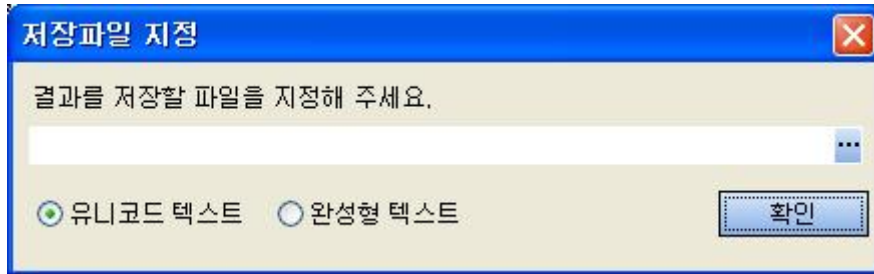 저장파일 지정
결과를 저장할 파일을 지정해 주세요.
...
유니코드 텍스트 완성형 텍스트 확인